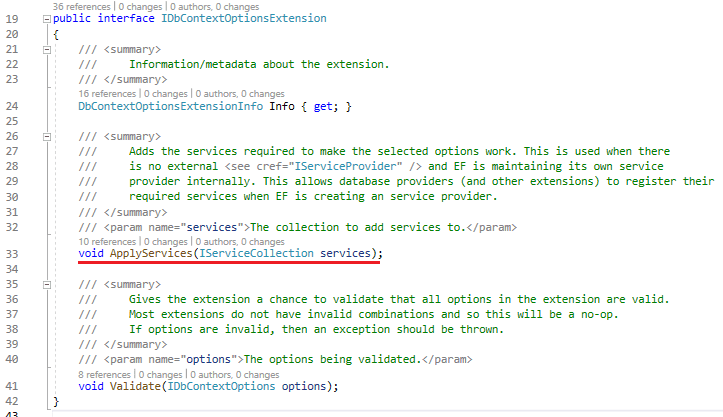 36 references | 0 changes | 0 authors, 0 changes
19 public interface IDbContextOptionsExtension
20 {
21 /// <summary>
22 /// Information/metadata about the extension.
23 /// </summary>
16 references | 0 changes | 0 authors, 0 changes
24 DbContextOptionsExtensionInfo Info { get; }
25
26 /// <summary>
27 /// Adds the services required to make the selected options work. This is used when there
28 /// is no external <see cref="IServiceProvider" /> and EF is maintaining its own service
29 /// provider internally. This allows database providers (and other extensions) to register their
30 /// required services when EF is creating an service provider.
31 /// </summary>
32 /// <param name="services">The collection to add services to.</param>
10 references | 0 changes | 0 authors, 0 changes
33 void ApplyServices(IServiceCollection services);
34
35 /// <summary>
36 /// Gives the extension a chance to validate that all options in the extension are valid.
37 /// Most extensions do not have invalid combinations and so this will be a no-op.
38 /// If options are invalid, then an exception should be thrown.
39 /// </summary>
40 /// <param name="options">The options being validated.</param>
8 references | 0 changes | 0 authors, 0 changes
41 void Validate(IDbContextOptions options);
42 }
43